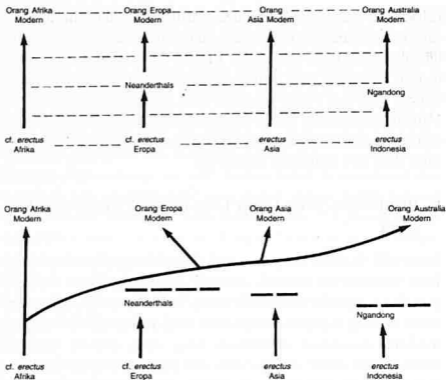 Orang Afrika Orang Eropa Orang Orang Australia
Modern Modern Asia Modern Modern
Neanderthals
Ngandong
cf. erectus cf. erectus erectus erectus
Afrika Eropa Asia Indonesia
Orang Afrika Orang Eropa Orang Asia Orang Australia
Modern Modern Modern Modern
Neanderthals
Ngandong
cf. erectus cf. erectus erectus erectus
Afrika Eropa Asia Indonesia